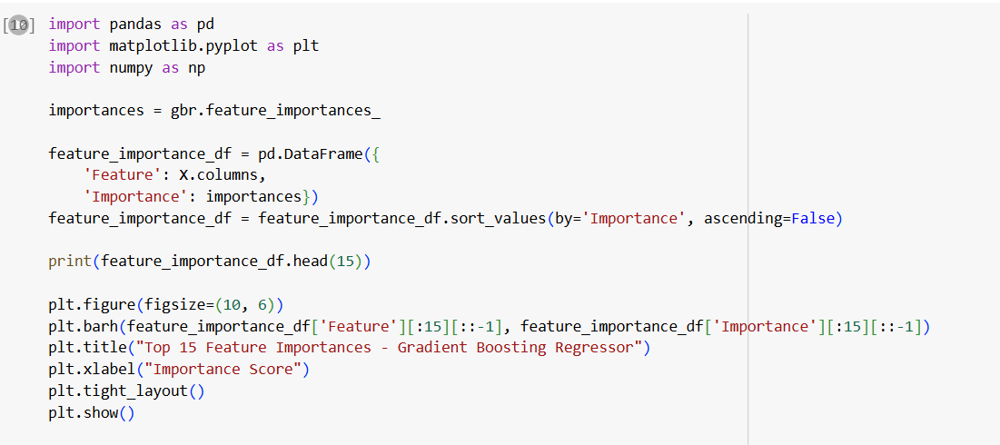 [10] import pandas as pd
import matplotlib.pyplot as plt
import numpy as np

importances = gbr.feature_importances_

feature_importance_df = pd.DataFrame({
    'Feature': X.columns,
    'Importance': importances})
feature_importance_df = feature_importance_df.sort_values(by='Importance', ascending=False)

print(feature_importance_df.head(15))

plt.figure(figsize=(10, 6))
plt.barh(feature_importance_df['Feature'][:15][::-1], feature_importance_df['Importance'][:15][::-1])
plt.title("Top 15 Feature Importances - Gradient Boosting Regressor")
plt.xlabel("Importance Score")
plt.tight_layout()
plt.show()